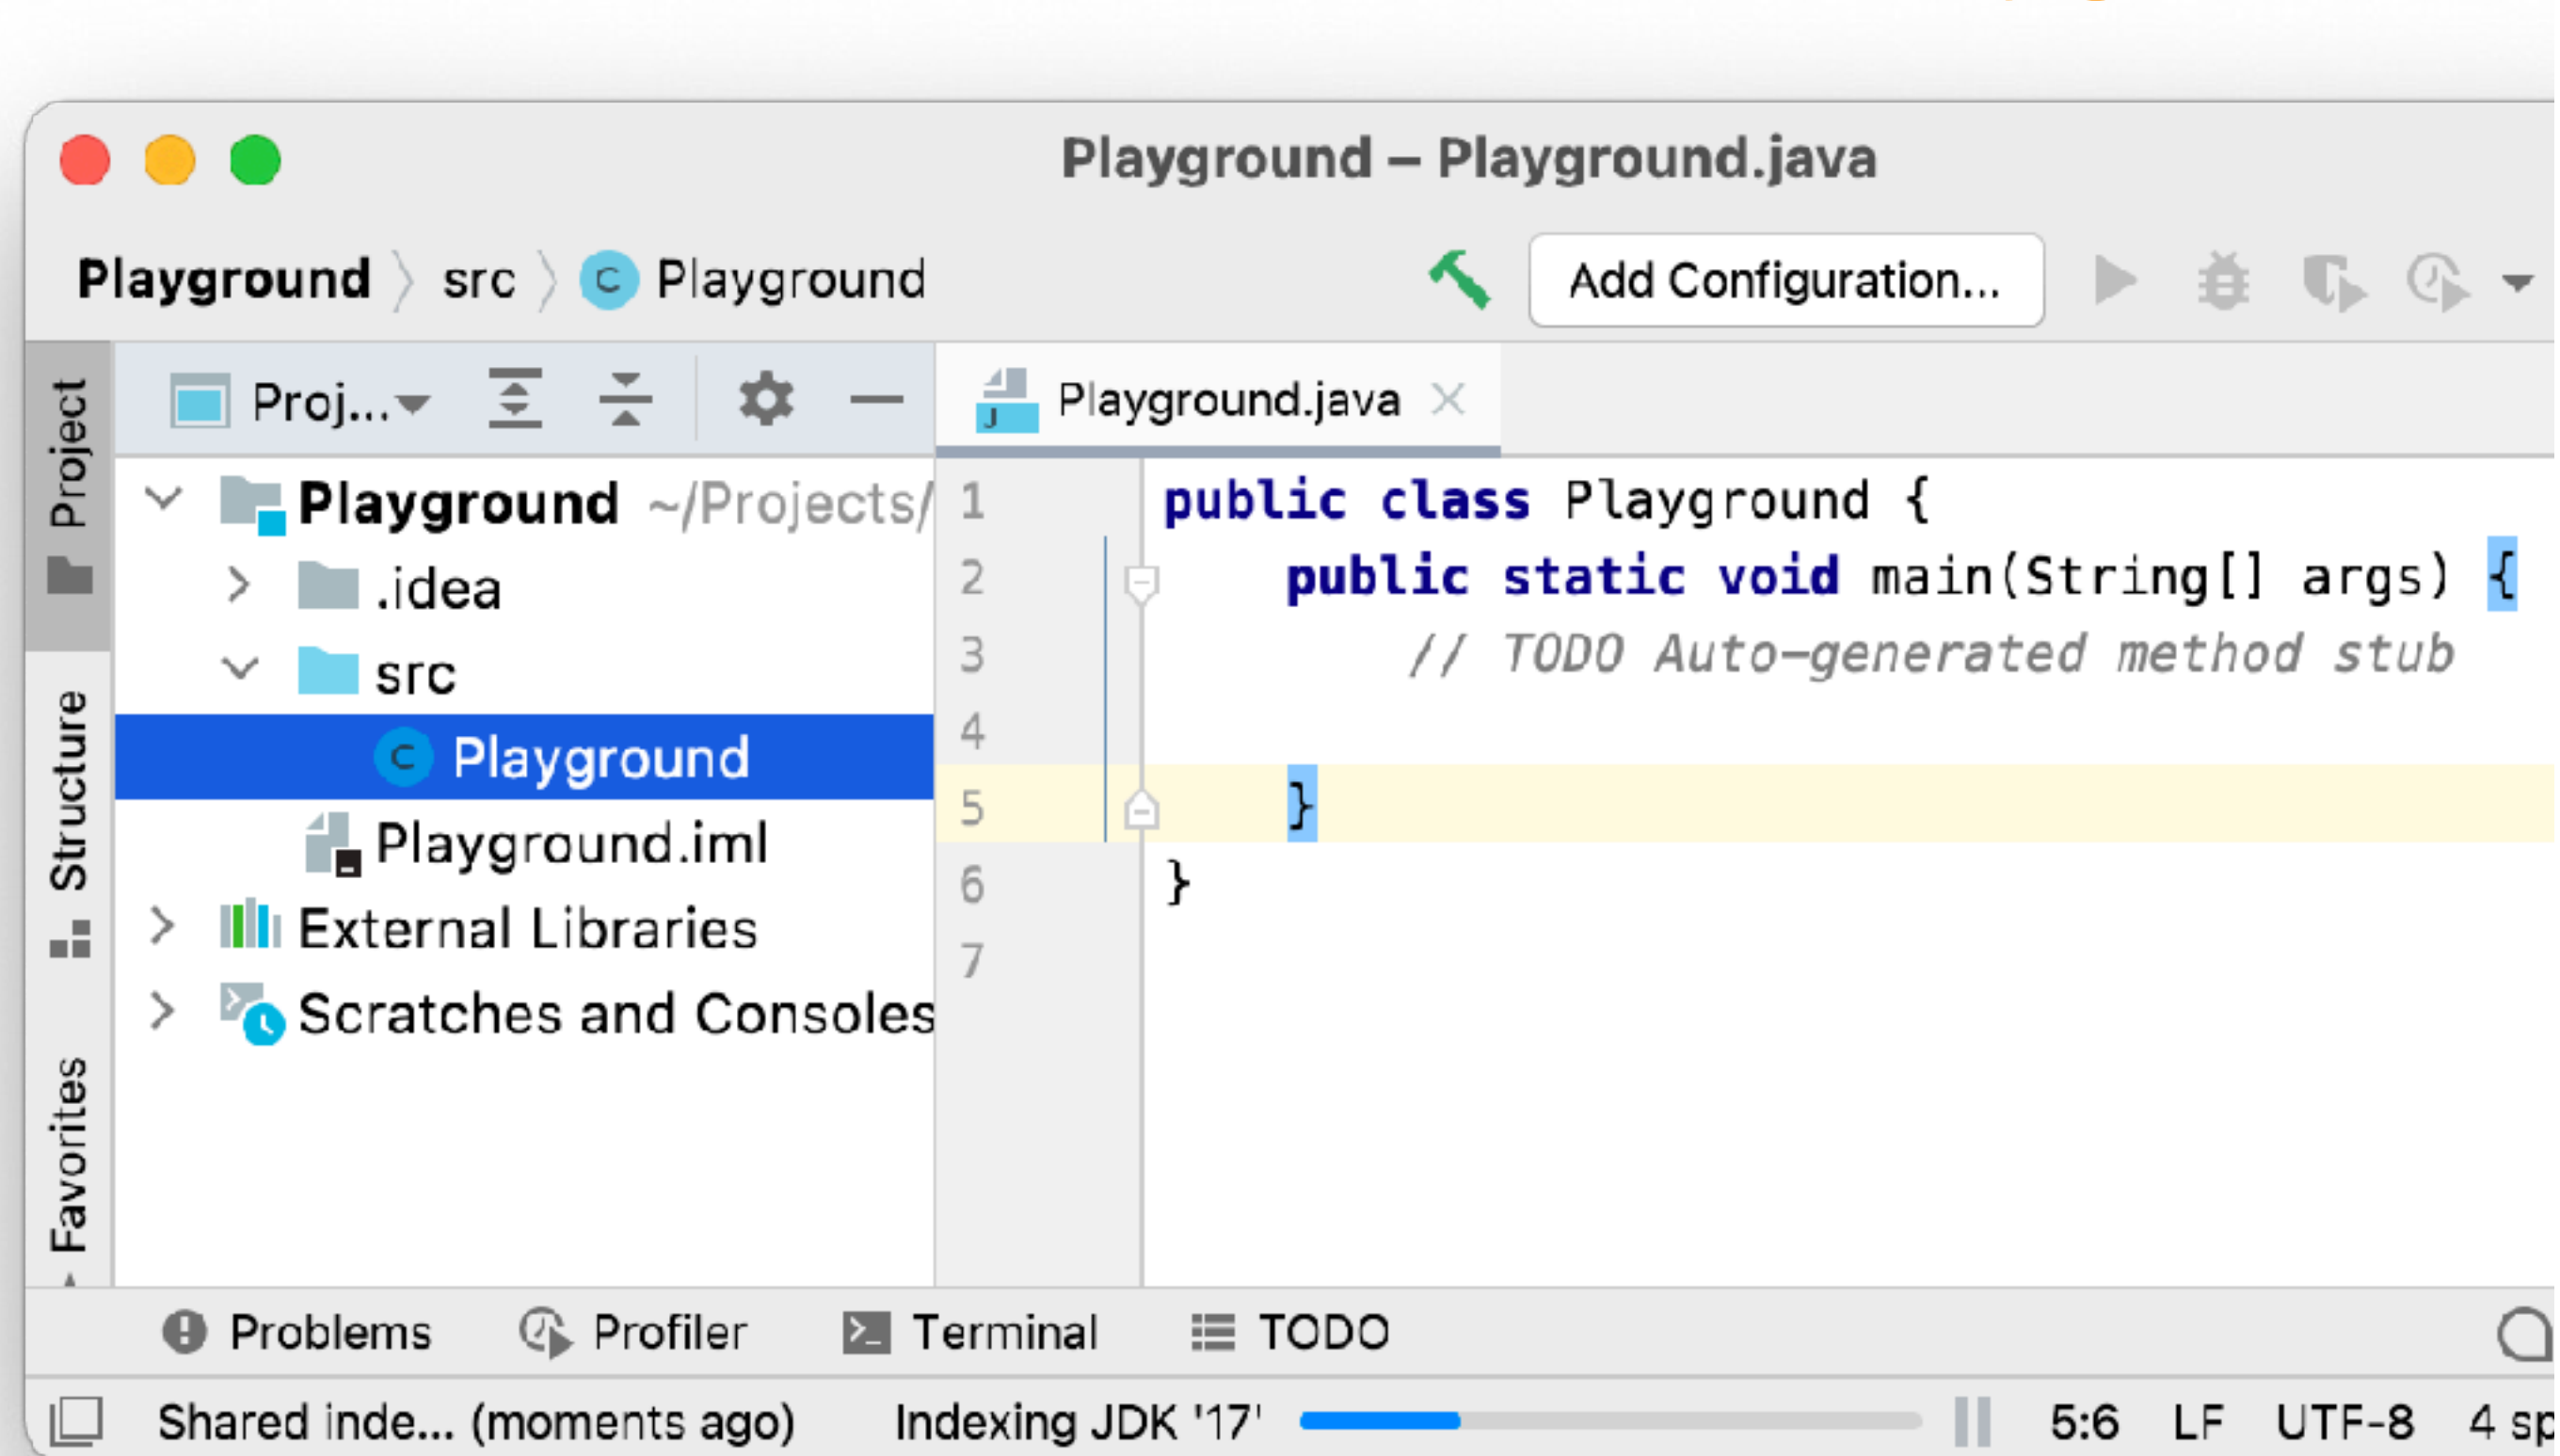 Playground – Playground.java
Playground src C Playground
Add Configuration...
Project
Structure
Favorites
Proj...
Playground ~/Projects/
.idea
src
C Playground
Playground.iml
External Libraries
Scratches and Consoles
J Playground.java
1 public class Playground {
2 public static void main(String[] args) {
3 // TODO Auto-generated method stub
4
5 }
6 }
7
Problems Profiler Terminal TODO
Shared inde... (moments ago) Indexing JDK '17' 5:6 LF UTF-8 4 sp